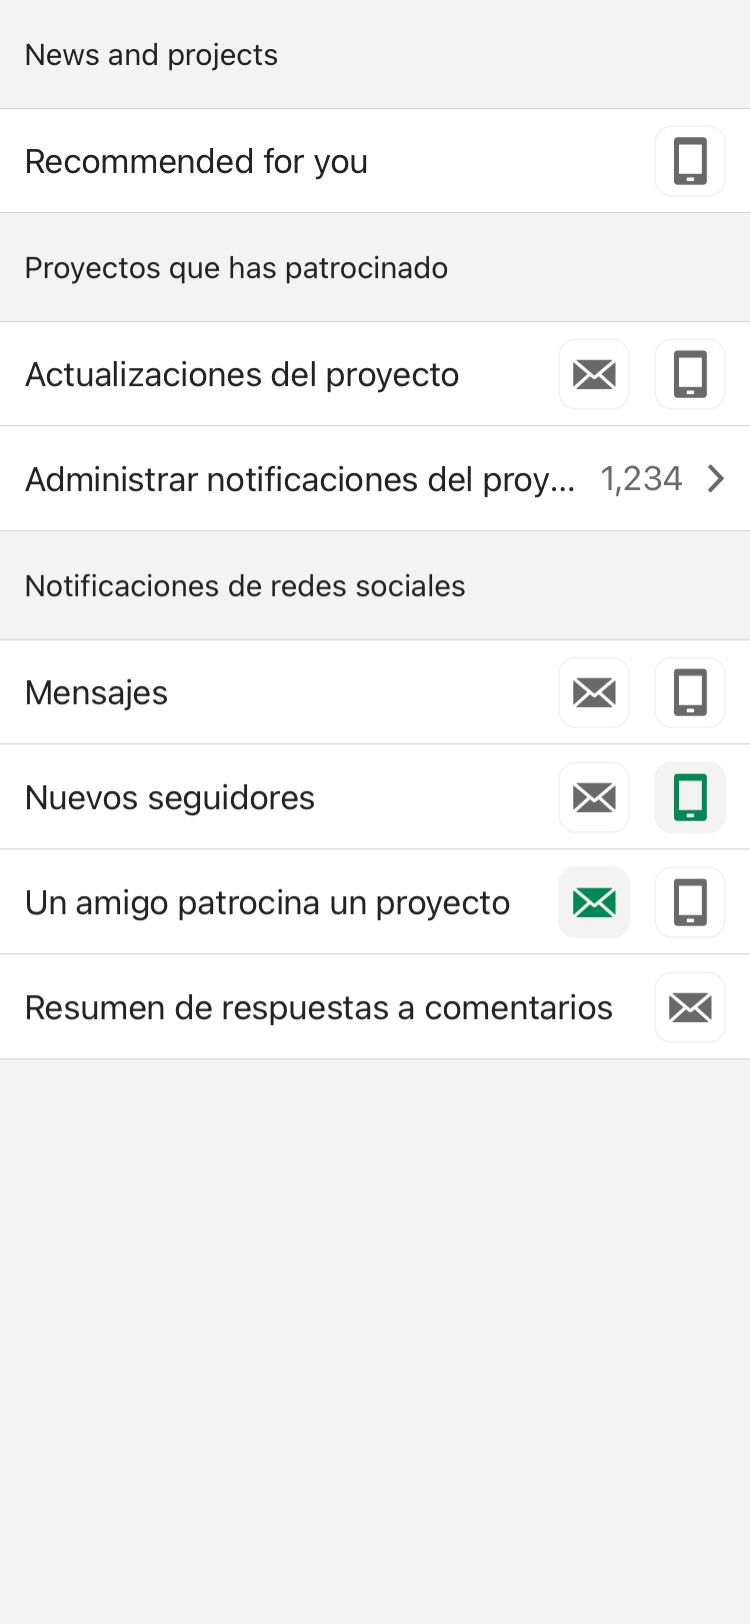 News and projects
Recommended for you
Proyectos que has patrocinado
Actualizaciones del proyecto
Administrar notificaciones del proy... 1,234
Notificaciones de redes sociales
Mensajes
Nuevos seguidores
Un amigo patrocina un proyecto
Resumen de respuestas a comentarios